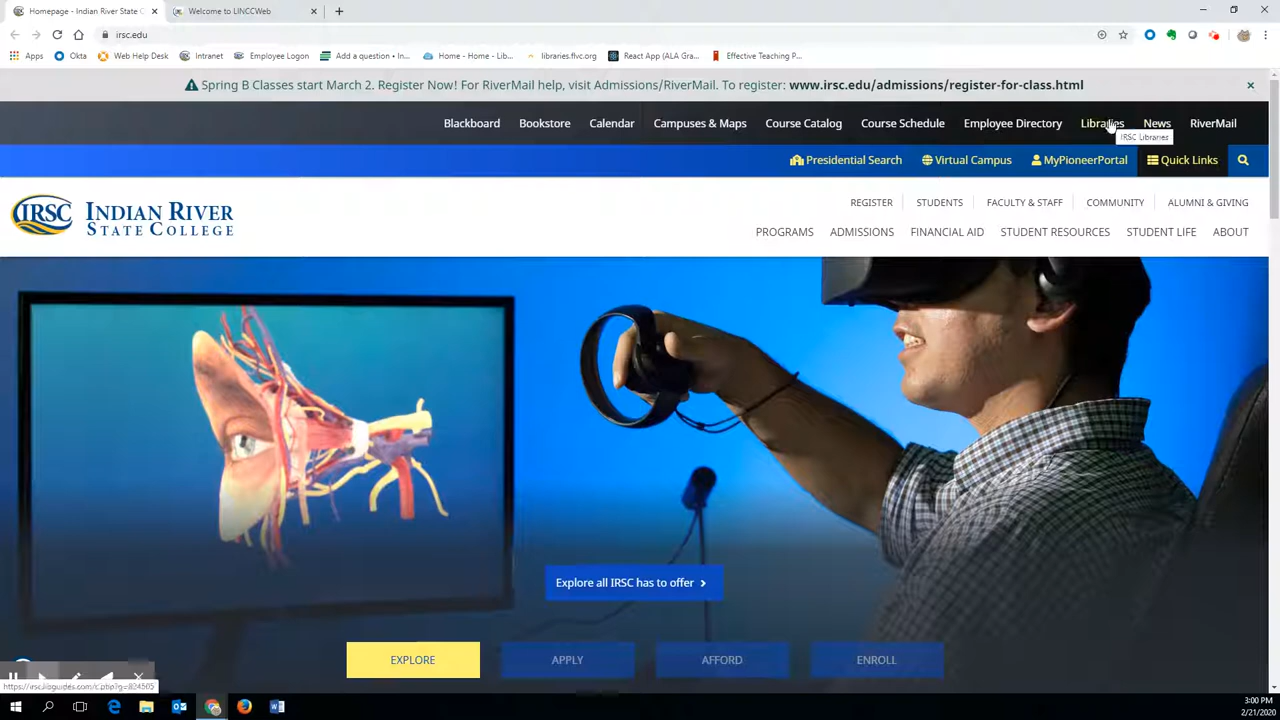 Homepage - Indian River State C
Welcome to LINCCWeb
irsc.edu
Apps
Okta
Web Help Desk
Intranet
Employee Logon
Add a question • In...
Home - Home - Lib...
libraries.flvc.org
React App (ALA Gra...
Effective Teaching P...
Spring B Classes start March 2. Register Now! For RiverMail help, visit Admissions/RiverMail. To register: www.irsc.edu/admissions/register-for-class.html
Blackboard
Bookstore
Calendar
Campuses & Maps
Course Catalog
Course Schedule
Employee Directory
Libraries
News
RiverMail
IRSC Libraries
Presidential Search
Virtual Campus
MyPioneerPortal
Quick Links
IRSC
INDIAN RIVER
STATE COLLEGE
REGISTER
STUDENTS
FACULTY & STAFF
COMMUNITY
ALUMNI & GIVING
PROGRAMS
ADMISSIONS
FINANCIAL AID
STUDENT RESOURCES
STUDENT LIFE
ABOUT
Explore all IRSC has to offer
EXPLORE
APPLY
AFFORD
ENROLL
3:00 PM
2/21/2020